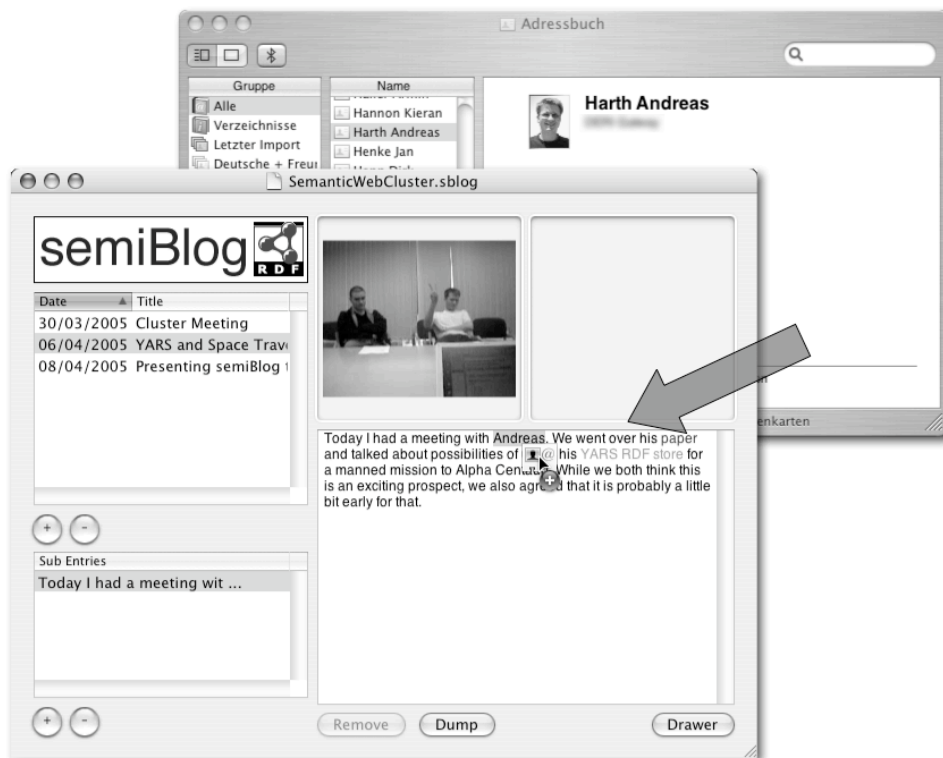 Adressbuch
Gruppe
Name
Alle
Hannon Kieran
Verzeichnisse
Harth Andreas
Letzter Import
Henke Jan
Deutsche + Freu
Harth Andreas
SemanticWebCluster.sblog
semiBlog
RDF
Date Title
30/03/2005 Cluster Meeting
06/04/2005 YARS and Space Trave
08/04/2005 Presenting semiBlog t
Sub Entries
Today I had a meeting wit ...
Today I had a meeting with Andreas. We went over his paper
and talked about possibilities of @ his YARS RDF store for
a manned mission to Alpha While we both think this
is an exciting prospect, we also that it is probably a little
bit early for that.
enkarten
Remove
Dump
Drawer